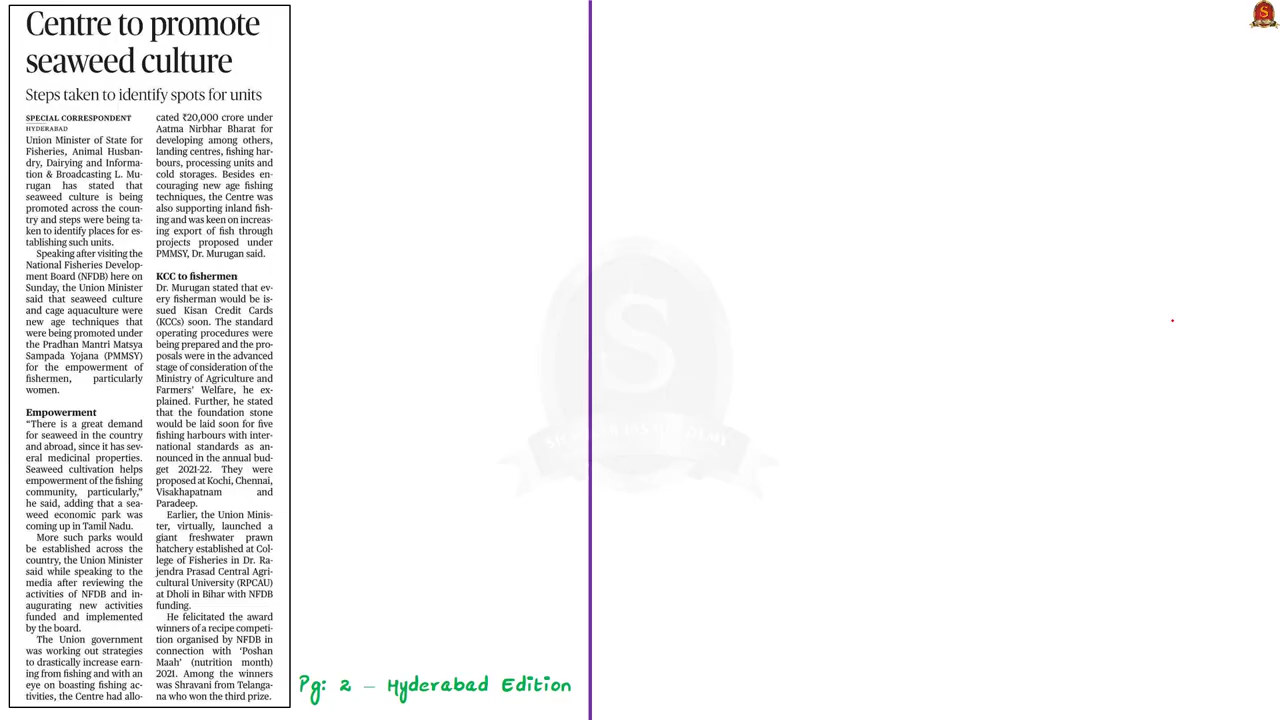 Centre to promote
seaweed culture
Steps taken to identify spots for units
SPECIAL CORRESPONDENT
HYDERABAD
Union Minister of State for
Fisheries, Animal Husban-
dry, Dairying and Informa-
tion & Broadcasting L. Mu-
rugan has stated that
seaweed culture is being
promoted across the coun-
try and steps were being ta-
ken to identify places for es-
tablishing such units.
Speaking after visiting the
National Fisheries Develop-
ment Board (NFDB) here on
Sunday, the Union Minister
said that seaweed culture
and cage aquaculture were
new age techniques that
were being promoted under
the Pradhan Mantri Matsya
Sampada Yojana (PMMSY)
for the empowerment of
fishermen, particularly
women.
Empowerment
“There is a great demand
for seaweed in the country
and abroad, since it has sev-
eral medicinal properties.
Seaweed cultivation helps
empowerment of the fishing
community, particularly,”
he said, adding that a sea-
weed economic park was
coming up in Tamil Nadu.
More such parks would
be established across the
country, the Union Minister
said while speaking to the
media after reviewing the
activities of NFDB and in-
augurating new activities
funded and implemented
by the board.
The Union government
was working out strategies
to drastically increase earn-
ing from fishing and with an
eye on boasting fishing ac-
tivities, the Centre had allo-
cated ₹20,000 crore under
Aatma Nirbhar Bharat for
developing among others,
landing centres, fishing har-
bours, processing units and
cold storages. Besides en-
couraging new age fishing
techniques, the Centre was
also supporting inland fish-
ing and was keen on increas-
ing export of fish through
projects proposed under
PMMSY, Dr. Murugan said.
KCC to fishermen
Dr. Murugan stated that ev-
ery fisherman would be is-
sued Kisan Credit Cards
(KCCs) soon. The standard
operating procedures were
being prepared and the pro-
posals were in the advanced
stage of consideration of the
Ministry of Agriculture and
Farmers’ Welfare, he ex-
plained. Further, he stated
that the foundation stone
would be laid soon for five
fishing harbours with inter-
national standards as an-
nounced in the annual bud-
get 2021-22. They were
proposed at Kochi, Chennai,
Visakhapatnam and
Paradeep.
Earlier, the Union Minis-
ter, virtually, launched a
giant freshwater prawn
hatchery established at Col-
lege of Fisheries in Dr. Ra-
jendra Prasad Central Agri-
cultural University (RPCAU)
at Dholi in Bihar with NFDB
funding.
He felicitated the award
winners of a recipe competi-
tion organised by NFDB in
connection with ‘Poshan
Maah’ (nutrition month)
2021. Among the winners
was Shravani from Telanga-
na who won the third prize.
Pg: 2 – Hyderabad Edition
S